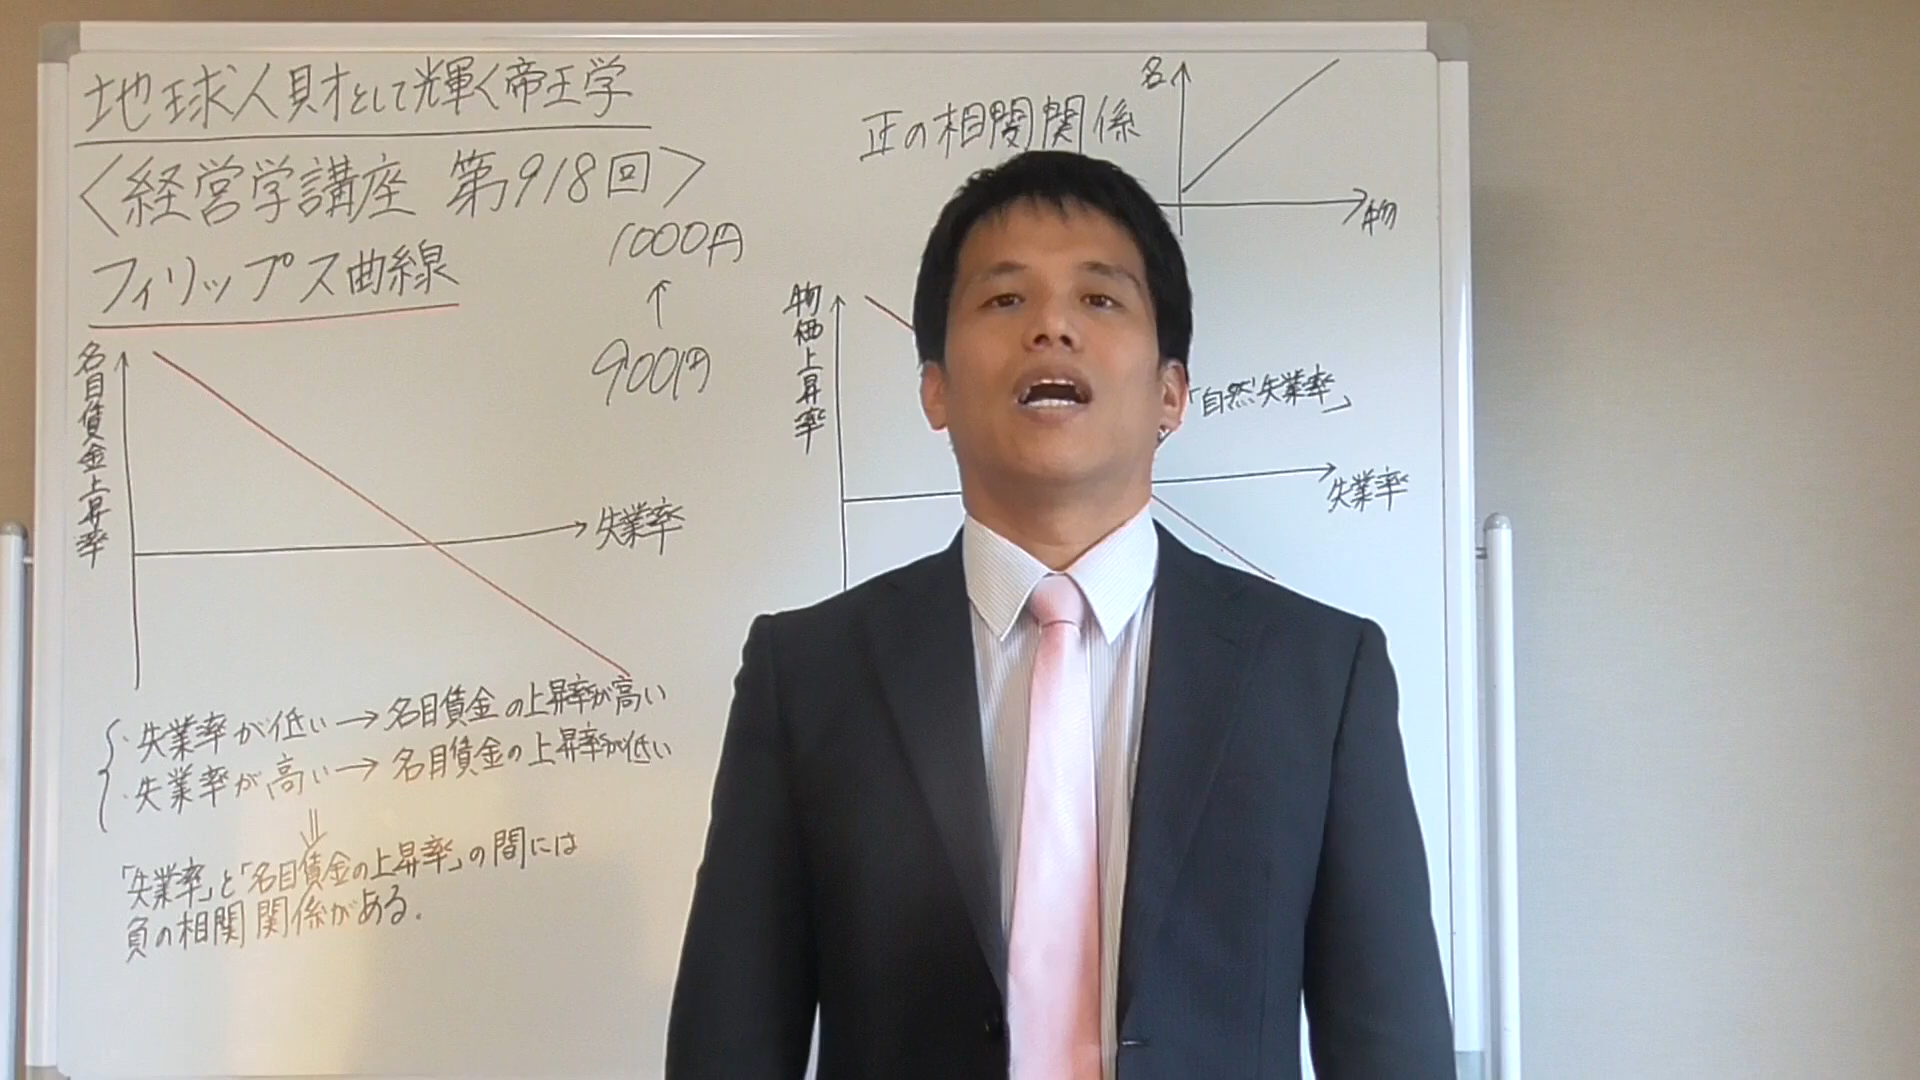 地球人財として輝く帝王学
〈経営学講座 第918回〉
フィリップス曲線
1000円
↑
900円
名目賃金上昇率
失業率
・失業率が低い→名目賃金の上昇率が高い
・失業率が高い→名目賃金の上昇率が低い
⇓
「失業率」と「名目賃金の上昇率」の間には
負の相関関係がある.
正の相関関係
名
物
物価上昇率
「自然失業率」
失業率